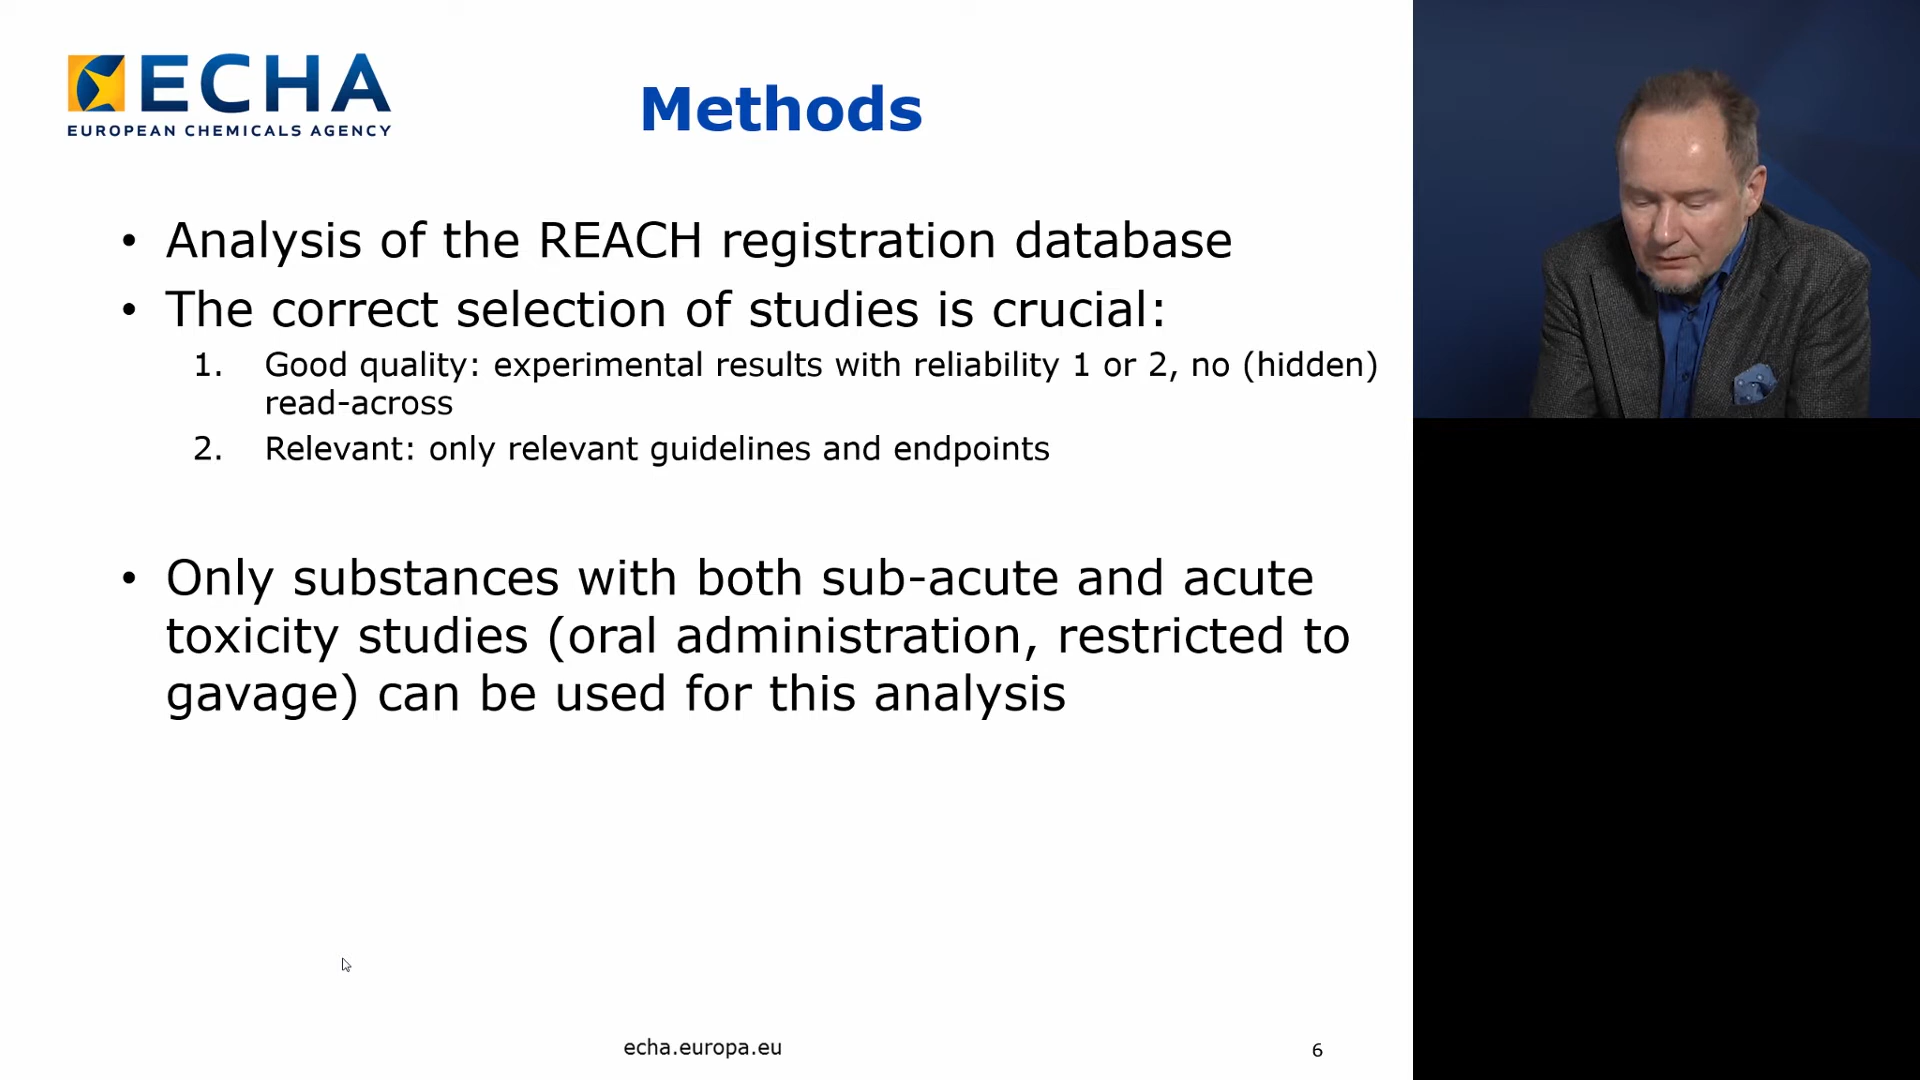 ECHA
EUROPEAN CHEMICALS AGENCY
Methods
• Analysis of the REACH registration database
• The correct selection of studies is crucial:
1. Good quality: experimental results with reliability 1 or 2, no (hidden)
read-across
2. Relevant: only relevant guidelines and endpoints
• Only substances with both sub-acute and acute
toxicity studies (oral administration, restricted to
gavage) can be used for this analysis
echa.europa.eu
6